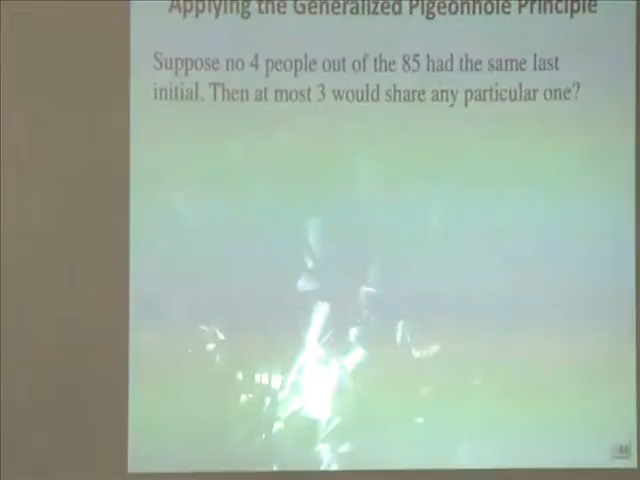 Applying the Generalized Pigeonhole Principle
Suppose no 4 people out of the 85 had the same last
initial. Then at most 3 would share any particular one?